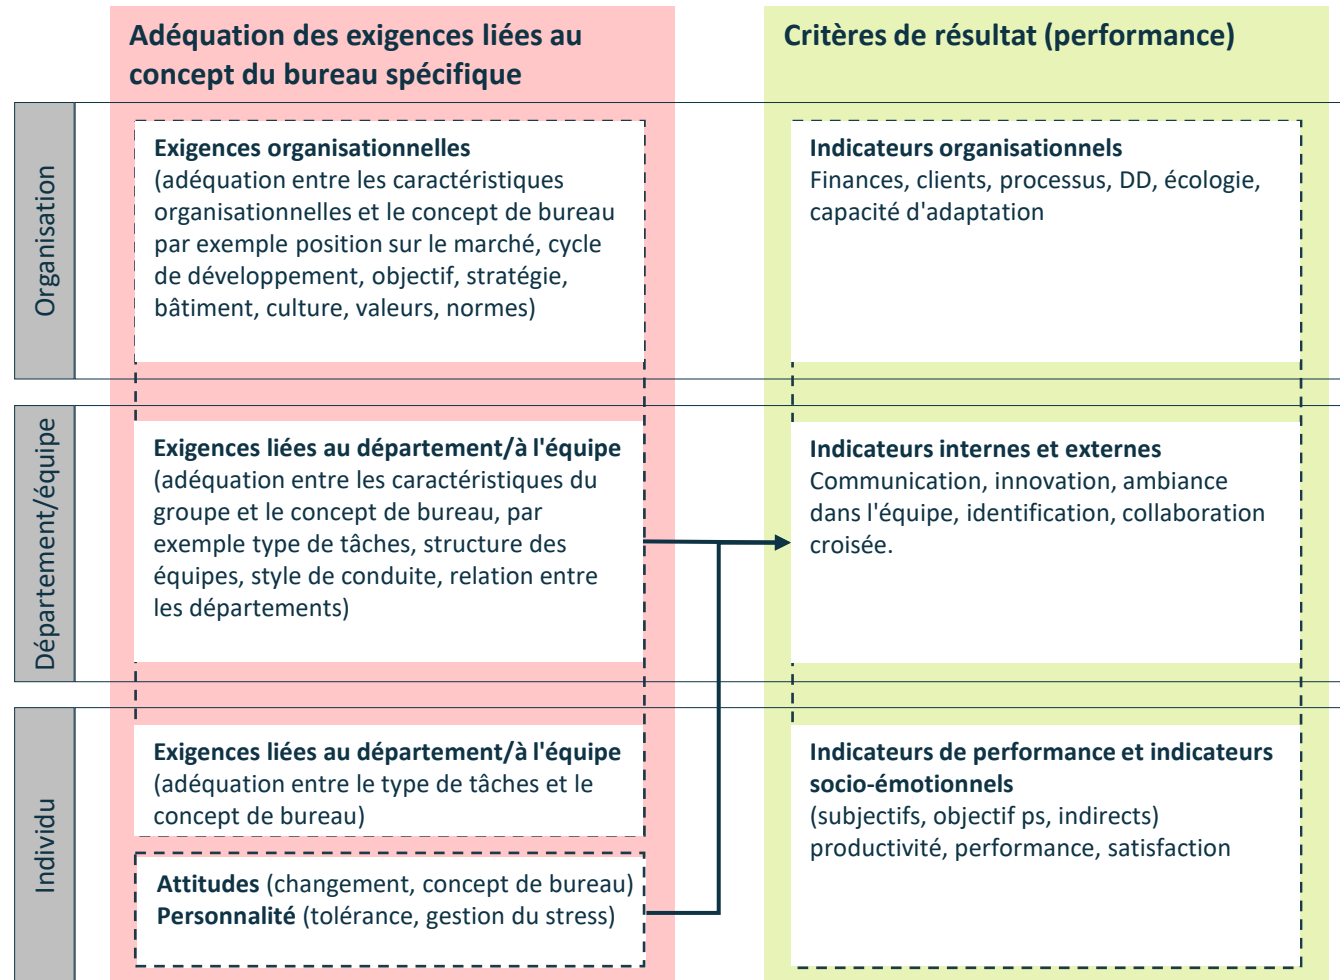 Adéquation des exigences liées au
concept du bureau spécifique
Critères de résultat (performance)
Organisation
Exigences organisationnelles
(adéquation entre les caractéristiques
organisationnelles et le concept de bureau
par exemple position sur le marché, cycle
de développement, objectif, stratégie,
bâtiment, culture, valeurs, normes)
Indicateurs organisationnels
Finances, clients, processus, DD, écologie,
capacité d'adaptation
Département/équipe
Exigences liées au département/à l'équipe
(adéquation entre les caractéristiques du
groupe et le concept de bureau, par
exemple type de tâches, structure des
équipes, style de conduite, relation entre
les départements)
Indicateurs internes et externes
Communication, innovation, ambiance
dans l'équipe, identification, collaboration
croisée.
Individu
Exigences liées au département/à l'équipe
(adéquation entre le type de tâches et le
concept de bureau)
Attitudes (changement, concept de bureau)
Personnalité (tolérance, gestion du stress)
Indicateurs de performance et indicateurs
socio-émotionnels
(subjectifs, objectif ps, indirects)
productivité, performance, satisfaction